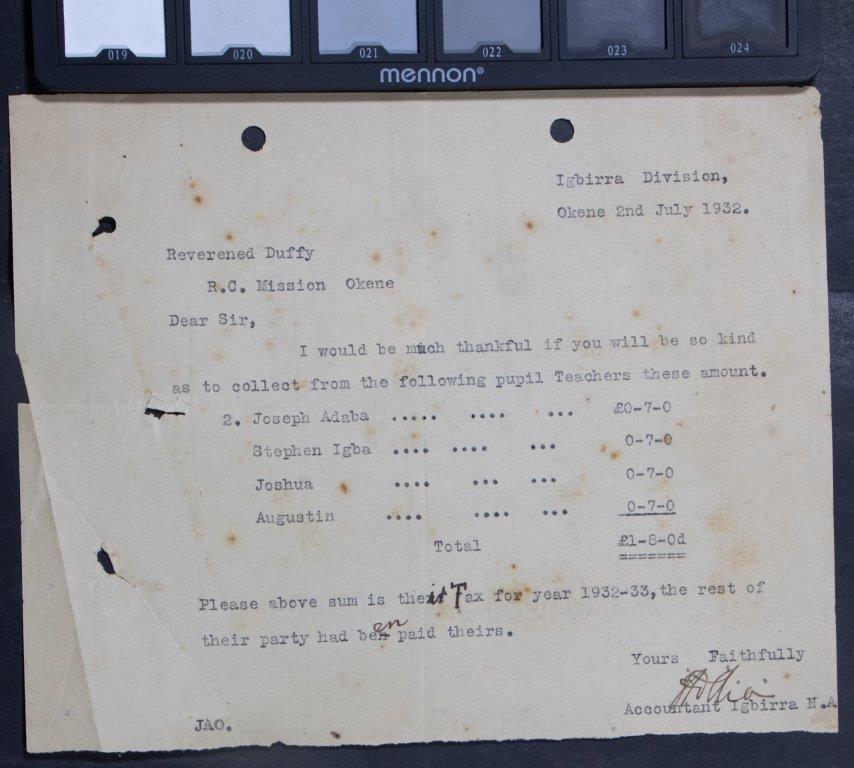 019 020 021 022 023 024
mennon®
Igbirra Division,
Okene 2nd July 1932.
Reverened Duffy
R.C. Mission Okene
Dear Sir,
I would be much thankful if you will be so kind
as to collect from the following pupil Teachers these amount.
2. Joseph Adaba ..... .... ... £0-7-0
Stephen Igba .... .... ... 0-7-0
Joshua .... ... ... 0-7-0
Augustin .... .... ... 0-7-0
Total £1-8-0d
Please above sum is their Tax for year 1932-33,the rest of
their party had been paid theirs.
Yours Faithfully
Accountant Igbirra N.A
JAO.